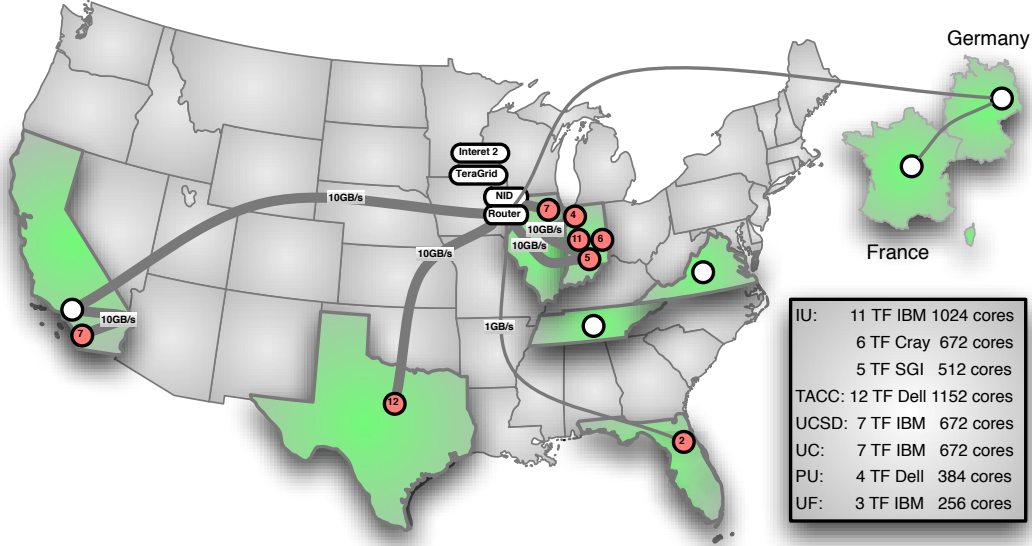 Germany
Interet 2
TeraGrid
NID
Router
10GB/s
7
4
10GB/s
11
6
10GB/s
5
10GB/s
France
10GB/s
7
1GB/s
12
2
IU: 11 TF IBM 1024 cores
6 TF Cray 672 cores
5 TF SGI 512 cores
TACC: 12 TF Dell 1152 cores
UCSD: 7 TF IBM 672 cores
UC: 7 TF IBM 672 cores
PU: 4 TF Dell 384 cores
UF: 3 TF IBM 256 cores